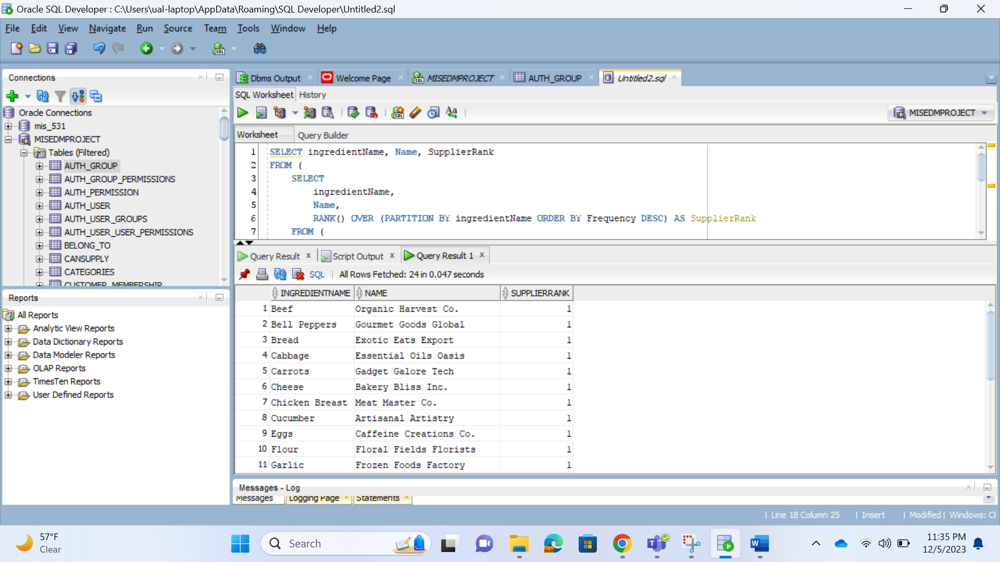 Oracle SQL Developer : C:\Users\ual-laptop\AppData\Roaming\SQL Developer\Untitled2.sql
File Edit View Navigate Run Source Team Tools Window Help
Connections
Oracle Connections
mis_531
MISEDMPROJECT
Tables (Filtered)
AUTH_GROUP
AUTH_GROUP_PERMISSIONS
AUTH_PERMISSION
AUTH_USER
AUTH_USER_GROUPS
AUTH_USER_USER_PERMISSIONS
BELONG_TO
CANSUPPLY
CATEGORIES
CUSTOMER_MEMBERSHIP
Reports
All Reports
Analytic View Reports
Data Dictionary Reports
Data Modeler Reports
OLAP Reports
TimesTen Reports
User Defined Reports
Dbms Output Welcome Page MISEDMPROJECT AUTH_GROUP Untitled2.sql
SQL Worksheet History
MISEDMPROJECT
Worksheet Query Builder
1 SELECT ingredientName, Name, SupplierRank
2 FROM (
3 SELECT
4 ingredientName,
5 Name,
6 RANK() OVER (PARTITION BY ingredientName ORDER BY Frequency DESC) AS SupplierRank
7 FROM (
Query Result Script Output Query Result 1
SQL All Rows Fetched: 24 in 0.047 seconds
INGREDIENTNAME NAME SUPPLIERRANK
1 Beef Organic Harvest Co. 1
2 Bell Peppers Gourmet Goods Global 1
3 Bread Exotic Eats Export 1
4 Cabbage Essential Oils Oasis 1
5 Carrots Gadget Galore Tech 1
6 Cheese Bakery Bliss Inc. 1
7 Chicken Breast Meat Master Co. 1
8 Cucumber Artisanal Artistry 1
9 Eggs Caffeine Creations Co. 1
10 Flour Floral Fields Florists 1
11 Garlic Frozen Foods Factory 1
Messages - Log
Messages Logging Page Statements
| Line 18 Column 25 | Insert | Modified | Windows: CF
57°F
Clear
Search
11:35 PM
12/5/2023